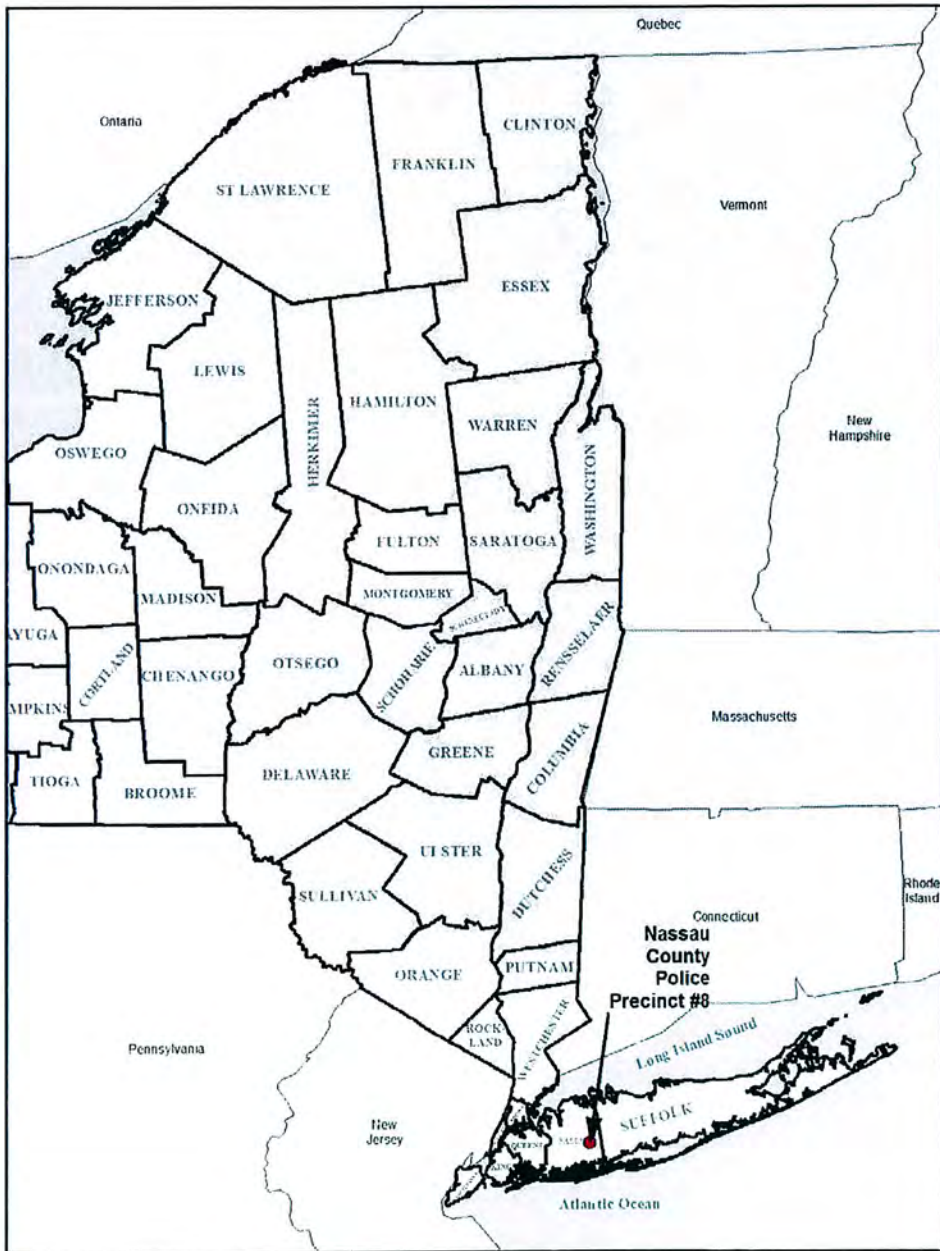 Quebec
Ontario
CLINTON
FRANKLIN
ST LAWRENCE
Vermont
ESSEX
JEFFERSON
LEWIS
HAMILTON
HERKIMER
WARREN
New
Hampshire
OSWEGO
WASHINGTON
ONEIDA
FULTON
SARATOGA
ONONDAGA
MADISON
MONTGOMERY
AYUGA
CORTLAND
CHENANGO
OTSEGO
SCHOHARIE
ALBANY
RENSSELAER
MPKINS
Massachusetts
GREENE
COLUMBIA
TIOGA
BROOME
DELAWARE
ULSTER
DUTCHESS
SULLIVAN
Rhode
Island
Connecticut
Nassau
County
Police
Precinct #8
ORANGE
PUTNAM
ROCK-
LAND
WESTCHESTER
Pennsylvania
Long Island Sound
New
Jersey
SUFFOLK
QUEENS
KINGS
Atlantic Ocean